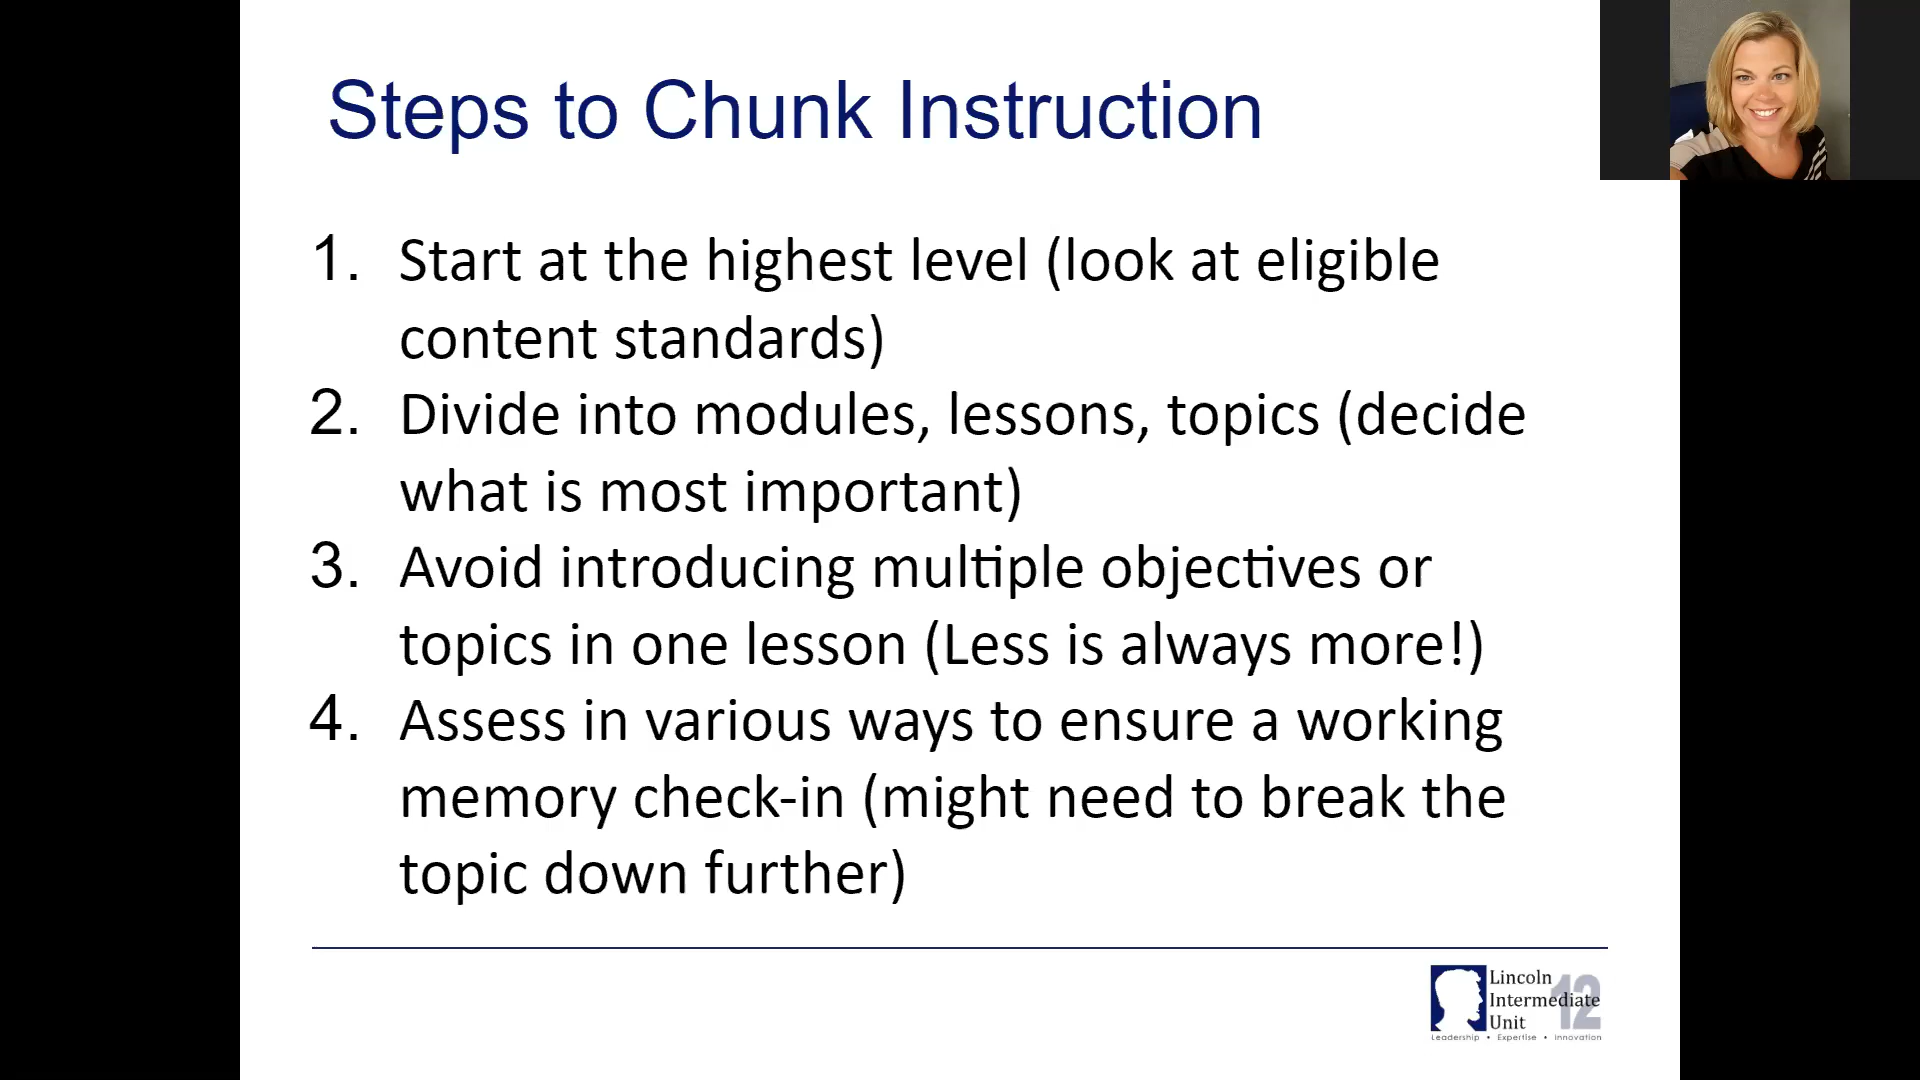 Steps to Chunk Instruction
1. Start at the highest level (look at eligible
content standards)
2. Divide into modules, lessons, topics (decide
what is most important)
3. Avoid introducing multiple objectives or
topics in one lesson (Less is always more!)
4. Assess in various ways to ensure a working
memory check-in (might need to break the
topic down further)
Lincoln
Intermediate
Unit
12
Leadership • Expertise • Innovation